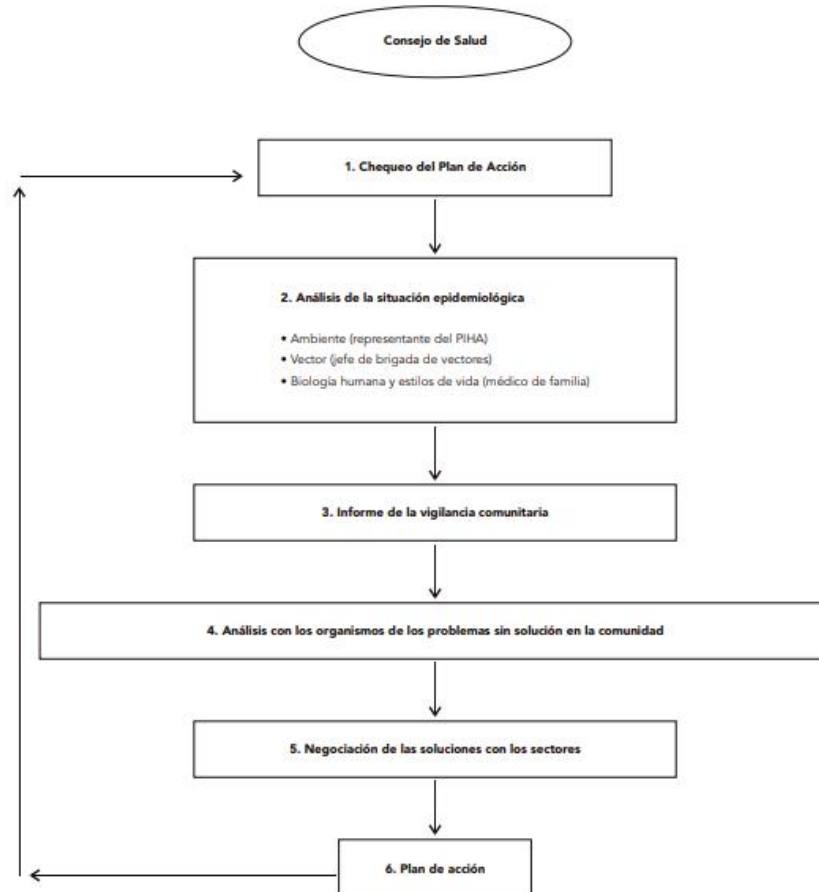 Consejo de Salud
1. Chequeo del Plan de Acción
2. Análisis de la situación epidemiológica
• Ambiente (representante del PIHA)
• Vector (jefe de brigada de vectores)
• Biología humana y estilos de vida (médico de familia)
3. Informe de la vigilancia comunitaria
4. Análisis con los organismos de los problemas sin solución en la comunidad
5. Negociación de las soluciones con los sectores
6. Plan de acción